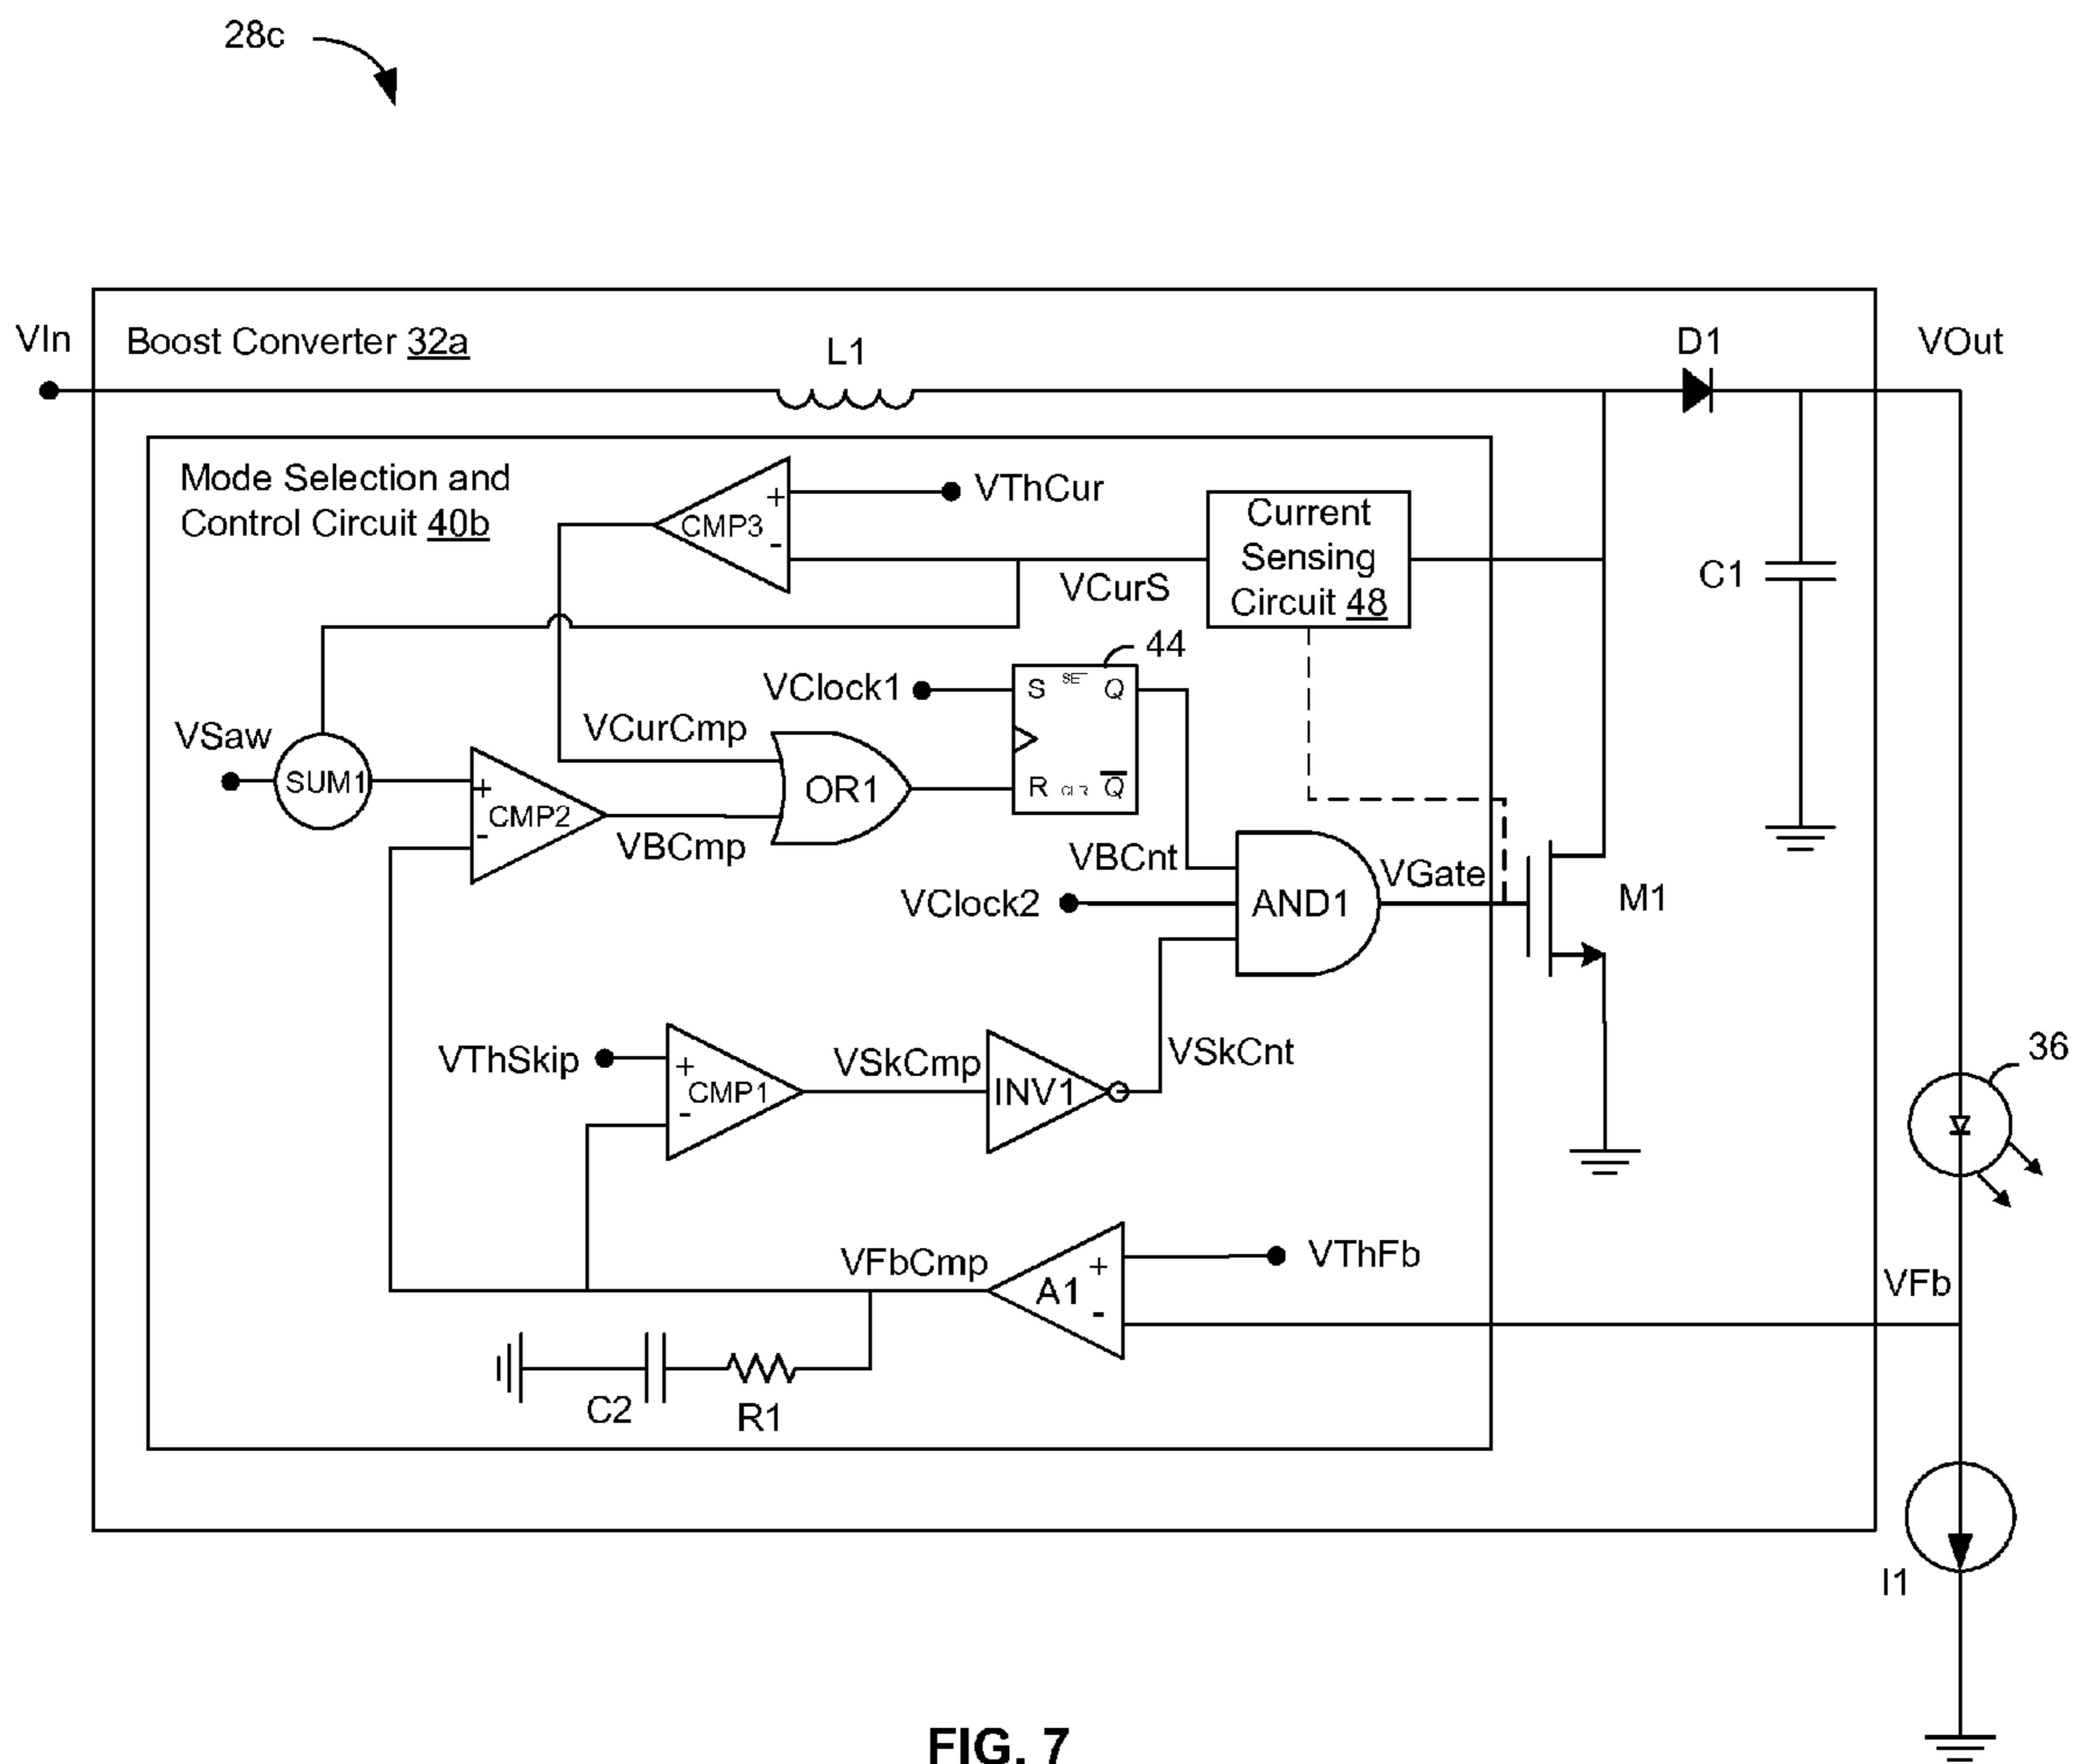 28c
VIn
Boost Converter 32a
L1
D1
VOut
Mode Selection and
Control Circuit 40b
+
CMP3
-
VThCur
Current
Sensing
Circuit 48
VCurS
C1
44
VClock1
S
Q
R
CLR
Q
VSaw
SUM1
VCurCmp
+
CMP2
-
VBCmp
OR1
VBCnt
VClock2
AND1
VGate
M1
VThSkip
+
CMP1
-
VSkCmp
INV1
VSkCnt
36
VFbCmp
A1
+
-
VThFb
VFb
C2
R1
I1
FIG. 7